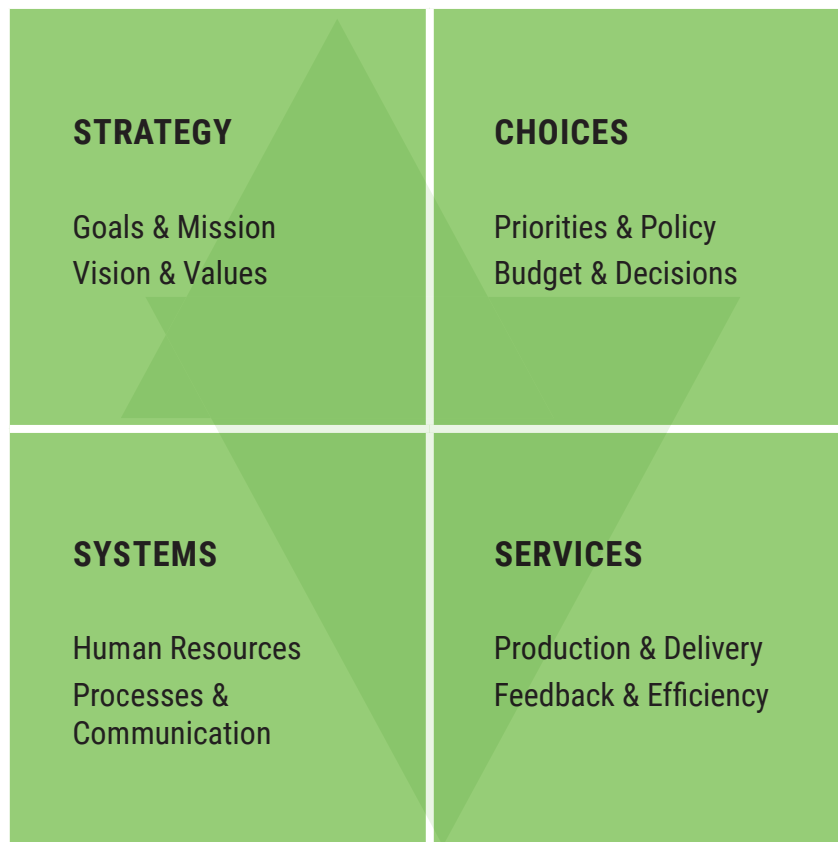 STRATEGY
Goals & Mission
Vision & Values
CHOICES
Priorities & Policy
Budget & Decisions
SYSTEMS
Human Resources
Processes &
Communication
SERVICES
Production & Delivery
Feedback & Efficiency